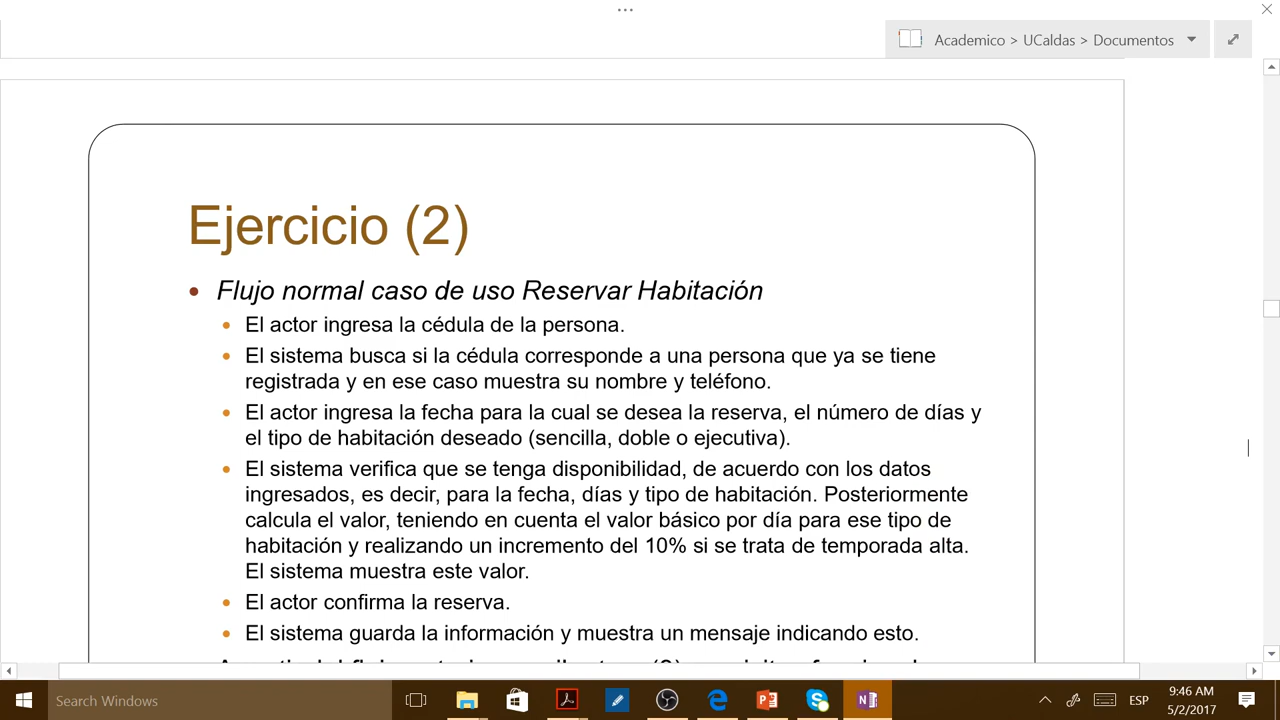 ...
Academico > UCaldas > Documentos
Ejercicio (2)
• Flujo normal caso de uso Reservar Habitación
• El actor ingresa la cédula de la persona.
• El sistema busca si la cédula corresponde a una persona que ya se tiene
registrada y en ese caso muestra su nombre y teléfono.
• El actor ingresa la fecha para la cual se desea la reserva, el número de días y
el tipo de habitación deseado (sencilla, doble o ejecutiva).
• El sistema verifica que se tenga disponibilidad, de acuerdo con los datos
ingresados, es decir, para la fecha, días y tipo de habitación. Posteriormente
calcula el valor, teniendo en cuenta el valor básico por día para ese tipo de
habitación y realizando un incremento del 10% si se trata de temporada alta.
El sistema muestra este valor.
• El actor confirma la reserva.
• El sistema guarda la información y muestra un mensaje indicando esto.
Search Windows
ESP
9:46 AM
5/2/2017